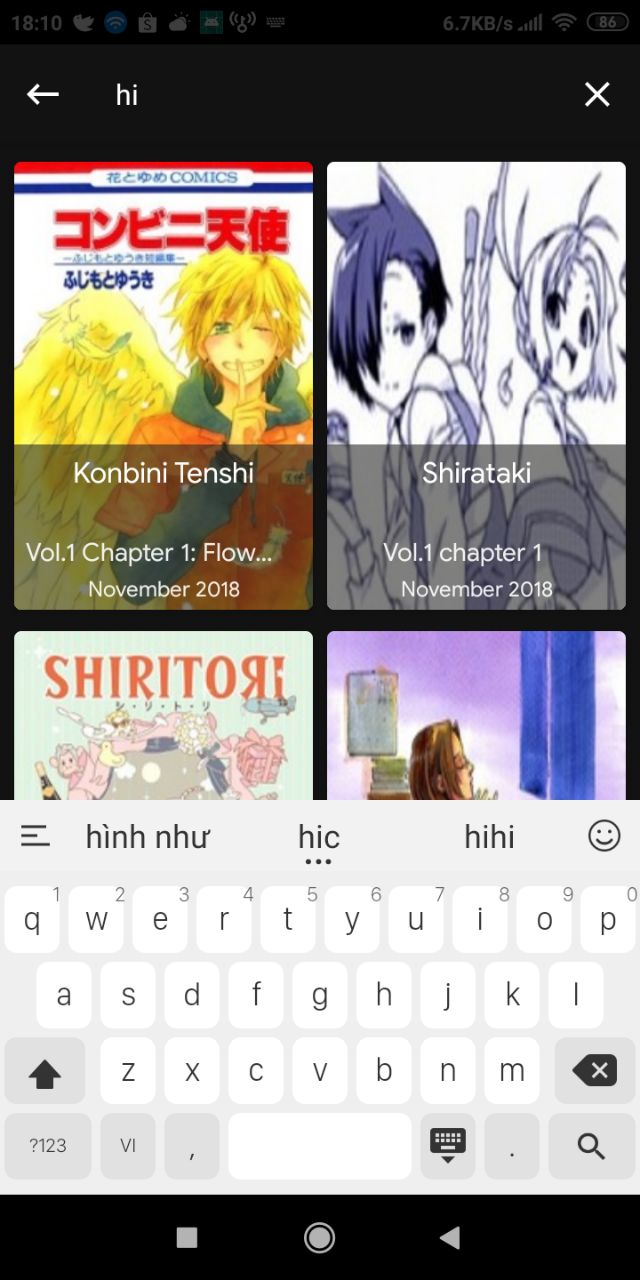 18:10
6.7KB/s
86
hi
花とゆめCOMICS
コンビニ天使
ーふじもとゆうき短編集ー
ふじもとゆうき
Konbini Tenshi
Vol.1 Chapter 1: Flow...
November 2018
Shirataki
Vol.1 chapter 1
November 2018
SHIRITORI
シ・リ・ト・リ
hình như
hic
hihi
q 1 w 2 e 3 r 4 t 5 y 6 u 7 i 8 o 9 p 0
a s d f g h j k l
z x c v b n m
?123 VI , .